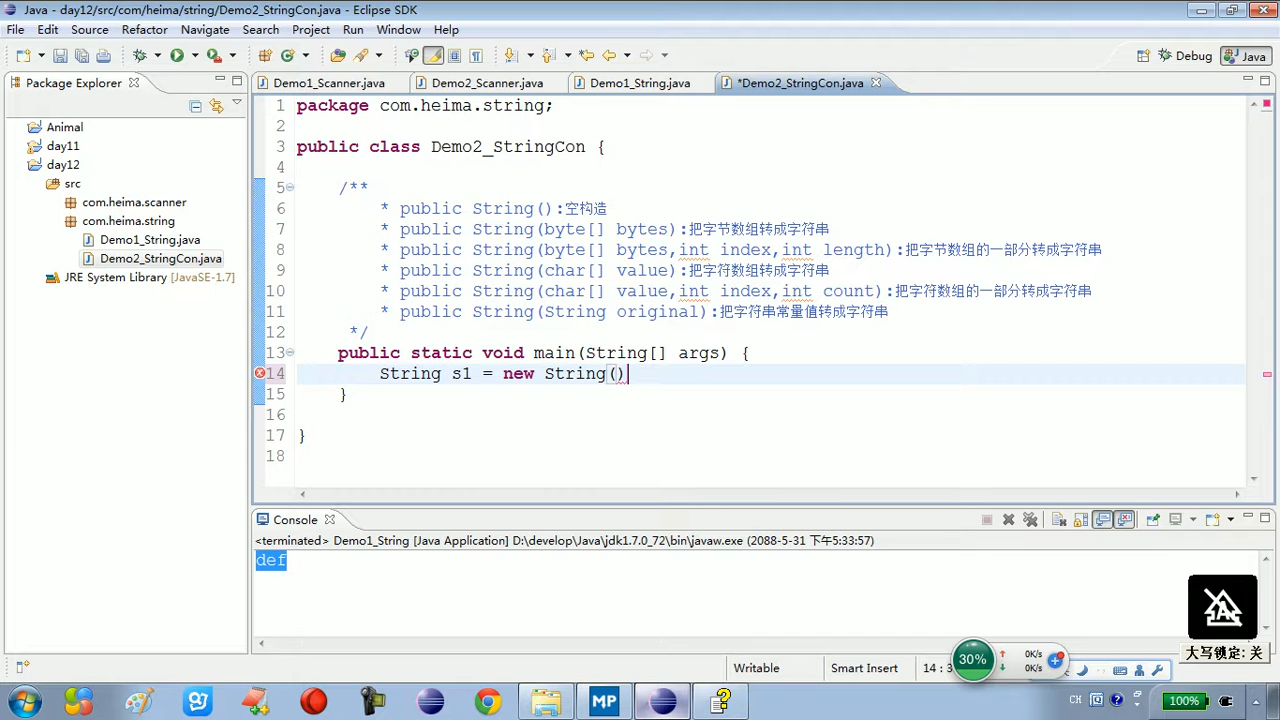 Java - day12/src/com/heima/string/Demo2_StringCon.java - Eclipse SDK
File Edit Source Refactor Navigate Search Project Run Window Help
Debug Java
Package Explorer
Demo1_Scanner.java Demo2_Scanner.java Demo1_String.java *Demo2_StringCon.java
Animal
day11
day12
src
com.heima.scanner
com.heima.string
Demo1_String.java
Demo2_StringCon.java
JRE System Library [JavaSE-1.7]
1 package com.heima.string;
2
3 public class Demo2_StringCon {
4
5 /**
6 * public String():空构造
7 * public String(byte[] bytes):把字节数组转成字符串
8 * public String(byte[] bytes,int index,int length):把字节数组的一部分转成字符串
9 * public String(char[] value):把字符数组转成字符串
10 * public String(char[] value,int index,int count):把字符数组的一部分转成字符串
11 * public String(String original):把字符串常量值转成字符串
12 */
13 public static void main(String[] args) {
14 String s1 = new String()
15 }
16
17 }
18
Console
<terminated> Demo1_String [Java Application] D:\develop\Java\jdk1.7.0_72\bin\javaw.exe (2088-5-31 下午5:33:57)
def
A
大写锁定: 关
Writable Smart Insert 14 : 3
30% 0K/s
0K/s
MP
CH 100%